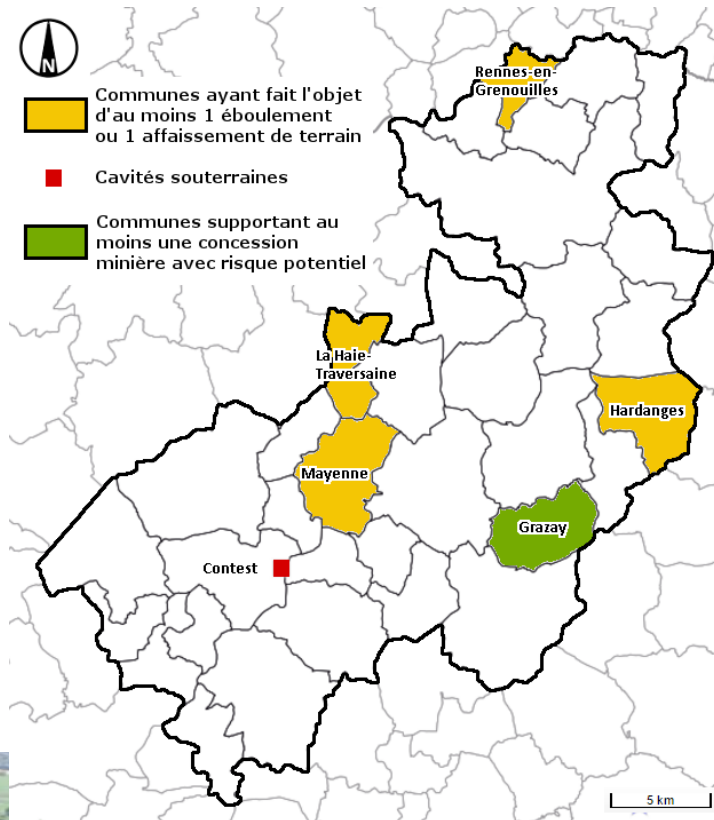 N
Communes ayant fait l'objet
d'au moins 1 éboulement
ou 1 affaissement de terrain
Cavités souterraines
Communes supportant au
moins une concession
minière avec risque potentiel
Rennes-en-
Grenouilles
La Haie-
Traversaine
Hardanges
Mayenne
Grazay
Contest
5 km